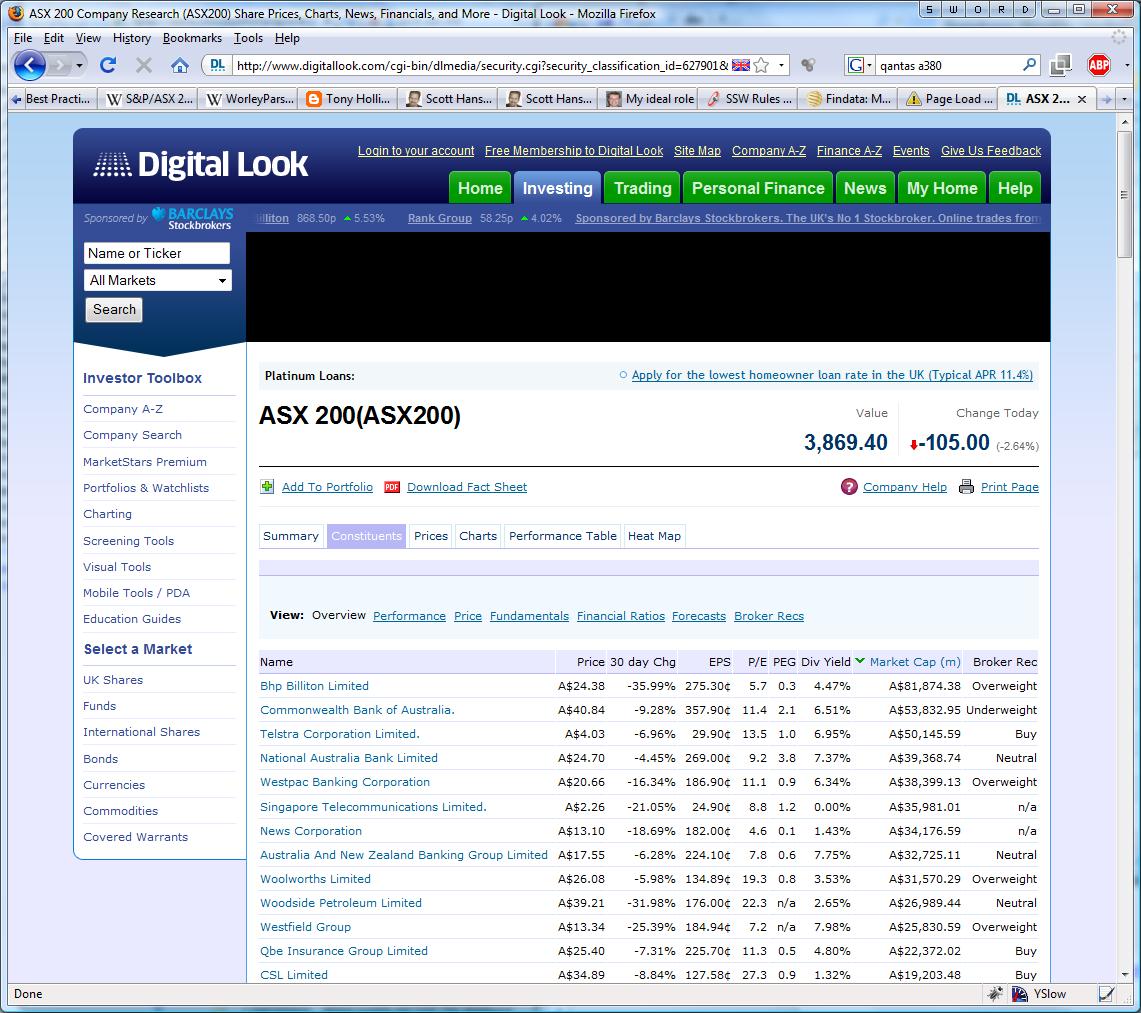 ASX 200 Company Research (ASX200) Share Prices, Charts, News, Financials, and More - Digital Look - Mozilla Firefox
S W O R D
File Edit View History Bookmarks Tools Help
DL http://www.digitallook.com/cgi-bin/dlmedia/security.cgi?security_classification_id=627901& G qantas a380 ABP
Best Practi... W S&P/ASX 2... W WorleyPars... Tony Holli... Scott Hans... Scott Hans... My ideal role SSW Rules ... Findata: M... Page Load ... DL ASX 2...
Login to your account Free Membership to Digital Look Site Map Company A-Z Finance A-Z Events Give Us Feedback
Digital Look
Home Investing Trading Personal Finance News My Home Help
Sponsored by BARCLAYS Stockbrokers
illiton 868.50p 5.53% Rank Group 58.25p 4.02% Sponsored by Barclays Stockbrokers. The UK's No 1 Stockbroker. Online trades from
Name or Ticker
All Markets
Search
Investor Toolbox
Company A-Z
Company Search
MarketStars Premium
Portfolios & Watchlists
Charting
Screening Tools
Visual Tools
Mobile Tools / PDA
Education Guides
Select a Market
UK Shares
Funds
International Shares
Bonds
Currencies
Commodities
Covered Warrants
Platinum Loans: Apply for the lowest homeowner loan rate in the UK (Typical APR 11.4%)
ASX 200(ASX200)
Value Change Today
3,869.40 -105.00 (-2.64%)
Add To Portfolio PDF Download Fact Sheet ? Company Help Print Page
Summary Constituents Prices Charts Performance Table Heat Map
View: Overview Performance Price Fundamentals Financial Ratios Forecasts Broker Recs
Name Price 30 day Chg EPS P/E PEG Div Yield Market Cap (m) Broker Rec
Bhp Billiton Limited A$24.38 -35.99% 275.30¢ 5.7 0.3 4.47% A$81,874.38 Overweight
Commonwealth Bank of Australia. A$40.84 -9.28% 357.90¢ 11.4 2.1 6.51% A$53,832.95 Underweight
Telstra Corporation Limited. A$4.03 -6.96% 29.90¢ 13.5 1.0 6.95% A$50,145.59 Buy
National Australia Bank Limited A$24.70 -4.45% 269.00¢ 9.2 3.8 7.37% A$39,368.74 Neutral
Westpac Banking Corporation A$20.66 -16.34% 186.90¢ 11.1 0.9 6.34% A$38,399.13 Overweight
Singapore Telecommunications Limited. A$2.26 -21.05% 24.90¢ 8.8 1.2 0.00% A$35,981.01 n/a
News Corporation A$13.10 -18.69% 182.00¢ 4.6 0.1 1.43% A$34,176.59 n/a
Australia And New Zealand Banking Group Limited A$17.55 -6.28% 224.10¢ 7.8 0.6 7.75% A$32,725.11 Neutral
Woolworths Limited A$26.08 -5.98% 134.89¢ 19.3 0.8 3.53% A$31,570.29 Overweight
Woodside Petroleum Limited A$39.21 -31.98% 176.00¢ 22.3 n/a 2.65% A$26,989.44 Neutral
Westfield Group A$13.34 -25.39% 184.94¢ 7.2 n/a 7.98% A$25,830.59 Overweight
Qbe Insurance Group Limited A$25.40 -7.31% 225.70¢ 11.3 0.5 4.80% A$22,372.02 Buy
CSL Limited A$34.89 -8.84% 127.58¢ 27.3 0.9 1.32% A$19,203.48 Buy
Done YSlow